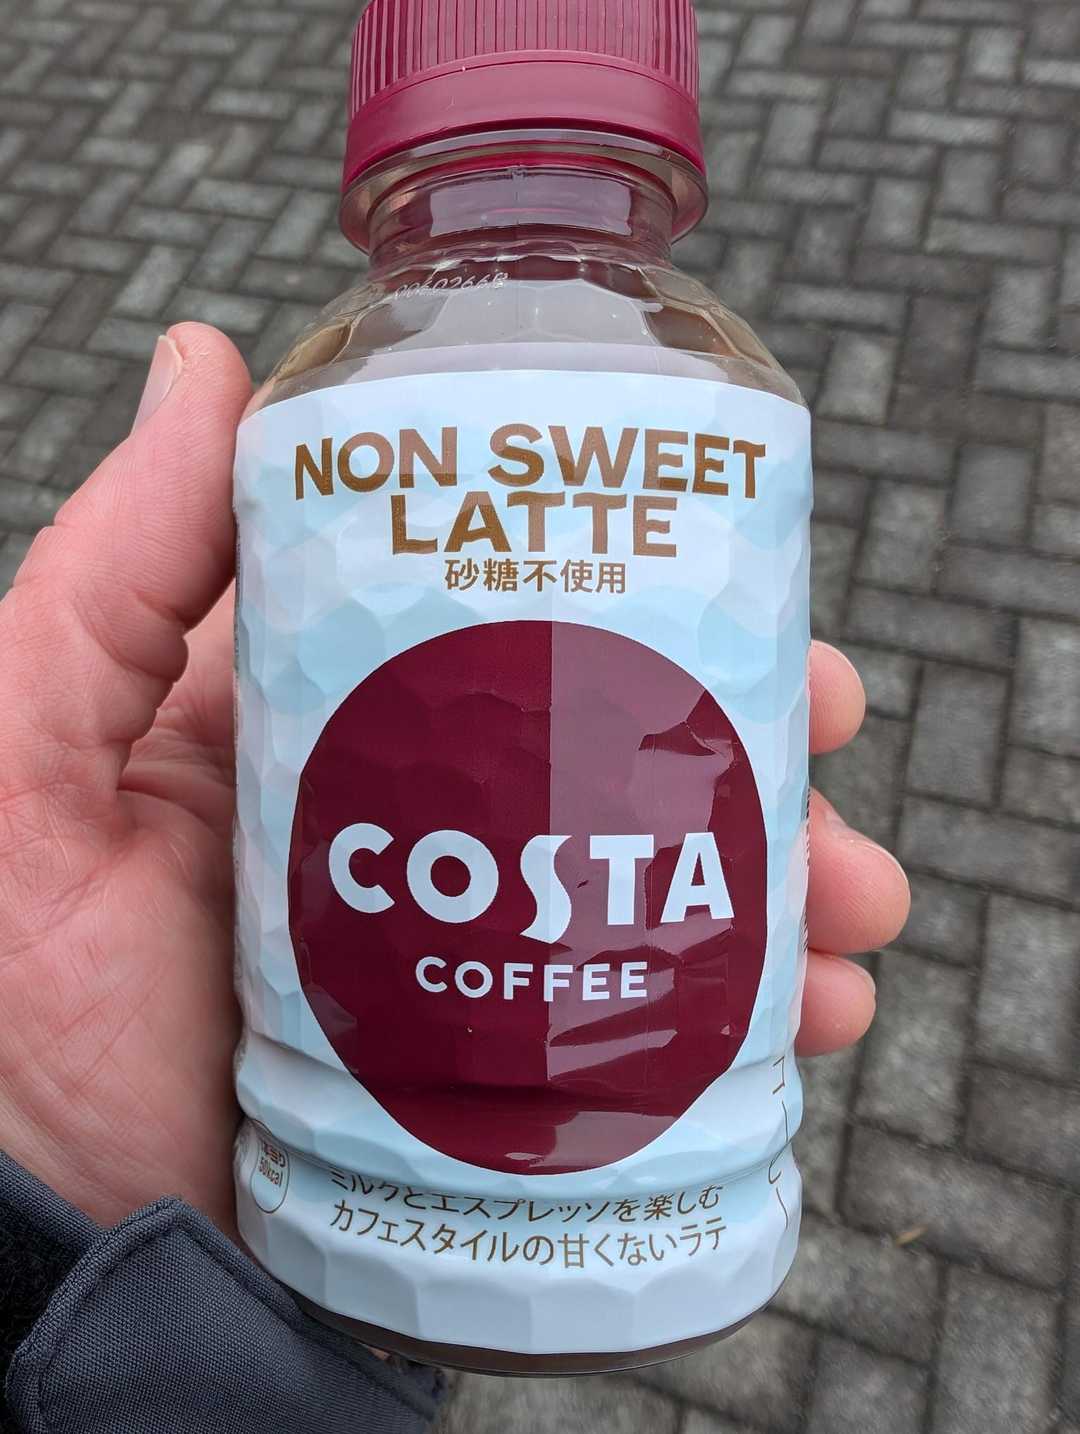 NON SWEET
LATTE
砂糖不使用
COSTA
COFFEE
50kcal
ミルクとエスプレッソを楽しむ
カフェスタイルの甘くないラテ